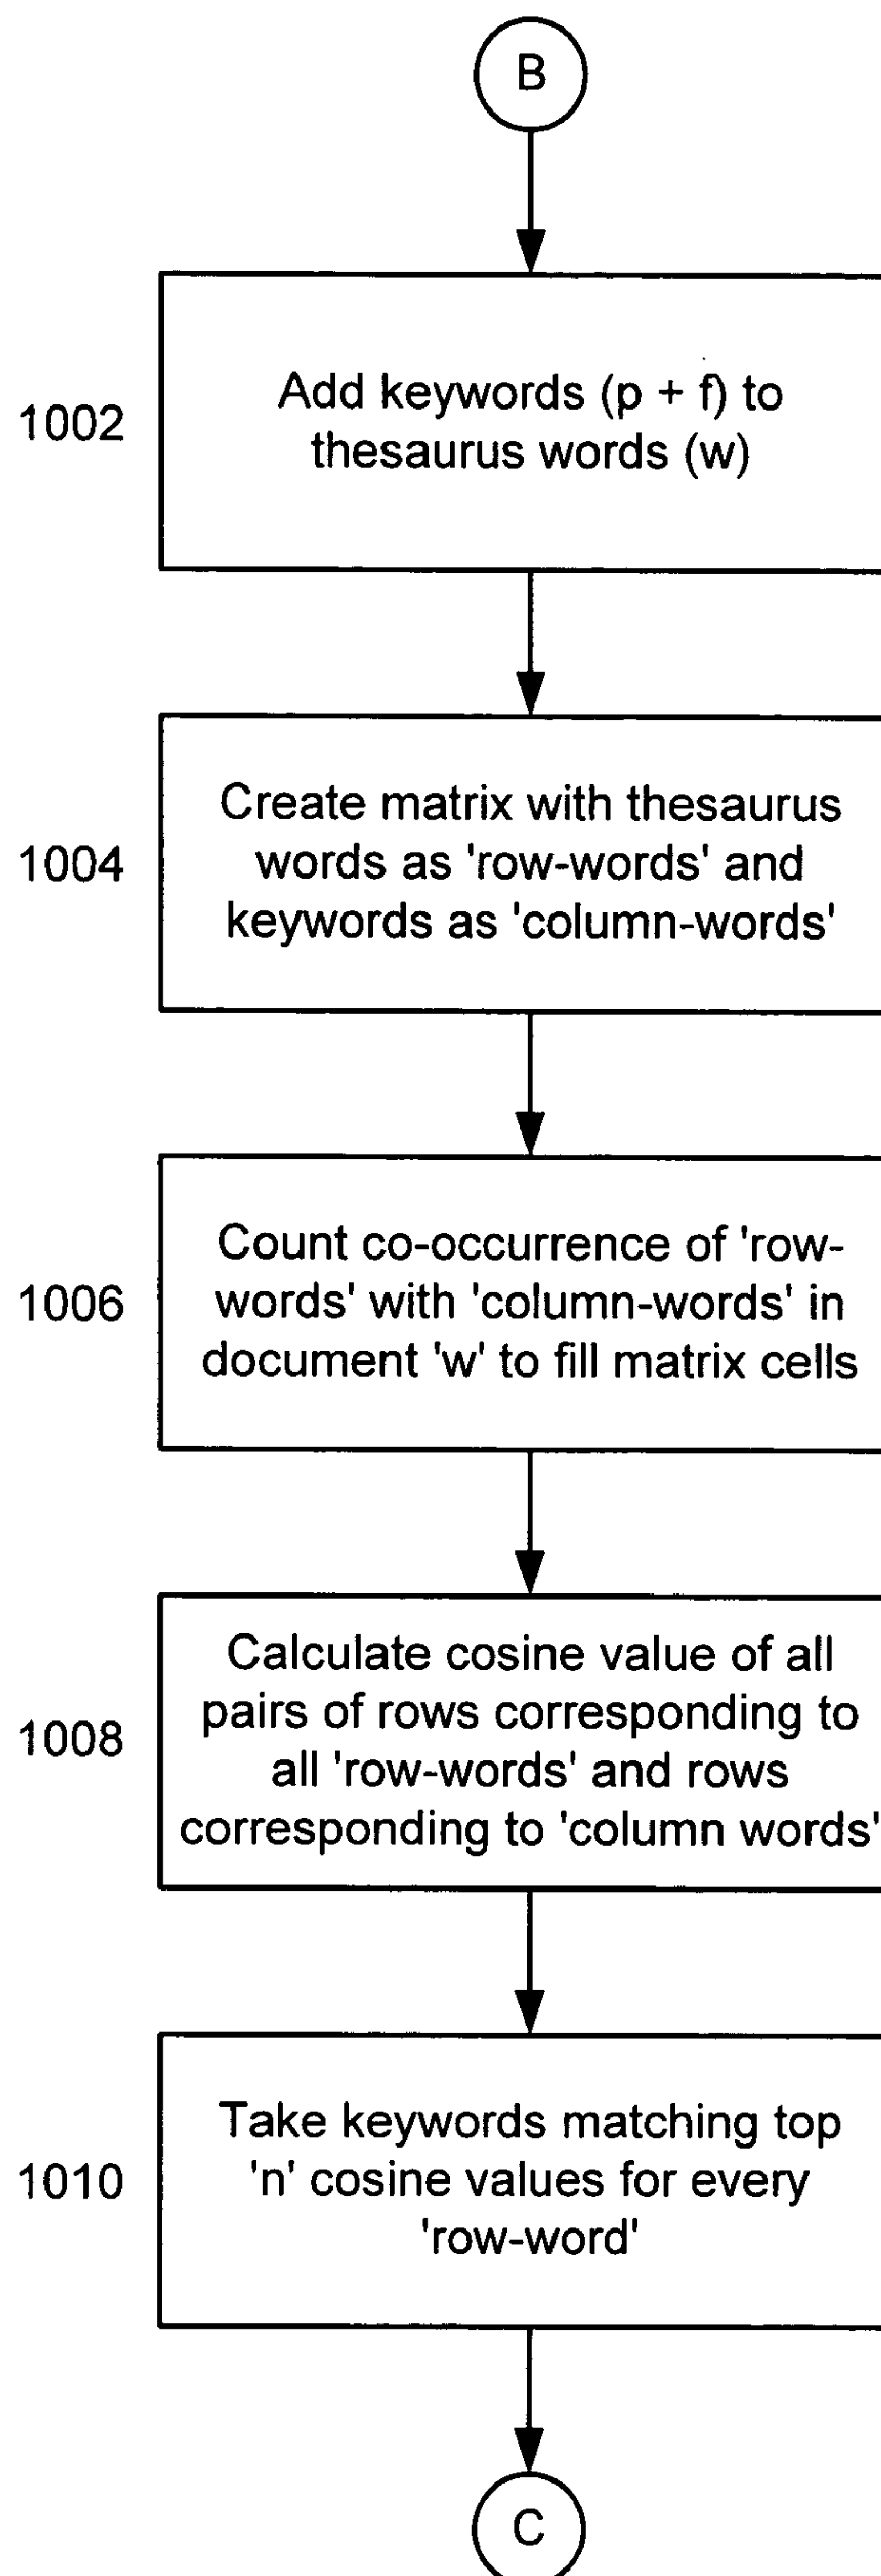 B
1002
Add keywords (p + f) to
thesaurus words (w)
1004
Create matrix with thesaurus
words as 'row-words' and
keywords as 'column-words'
1006
Count co-occurrence of 'row-
words' with 'column-words' in
document 'w' to fill matrix cells
1008
Calculate cosine value of all
pairs of rows corresponding to
all 'row-words' and rows
corresponding to 'column words'
1010
Take keywords matching top
'n' cosine values for every
'row-word'
C